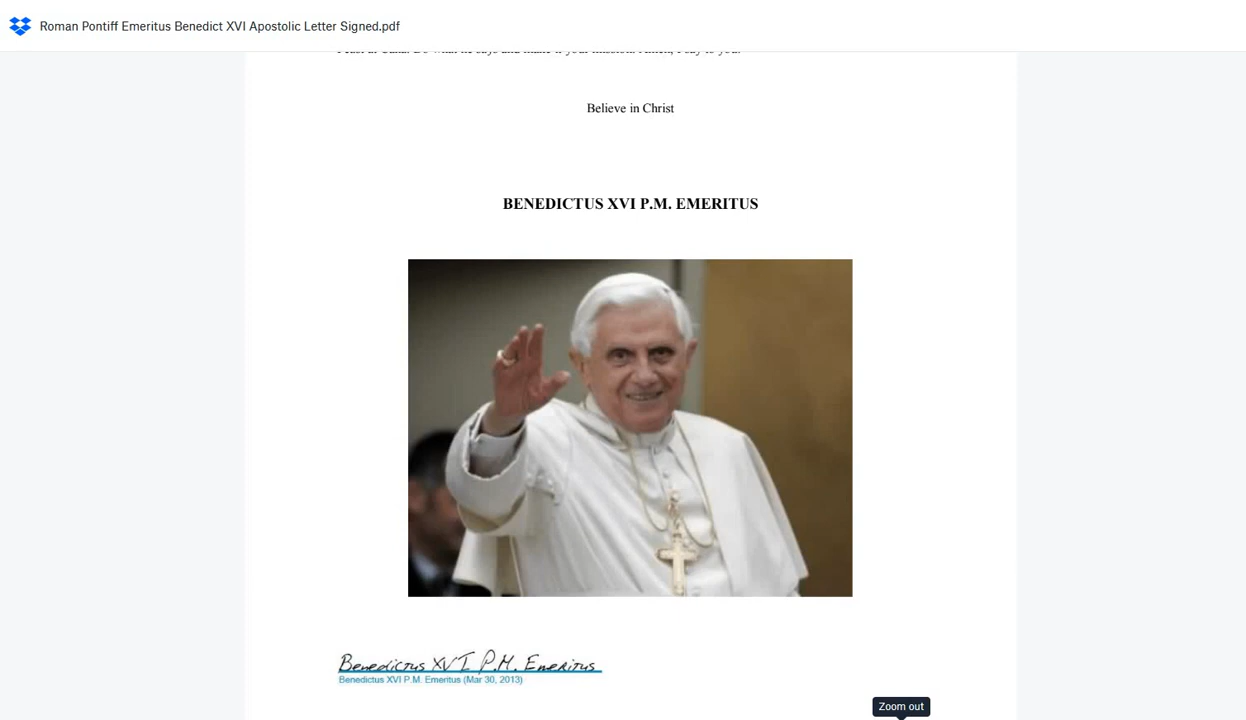 Roman Pontiff Emeritus Benedict XVI Apostolic Letter Signed.pdf
Believe in Christ
BENEDICTUS XVI P.M. EMERITUS
Benedictus XVI P.M. Emeritus
Benedictus XVI P.M. Emeritus (Mar 30, 2013)
Zoom out